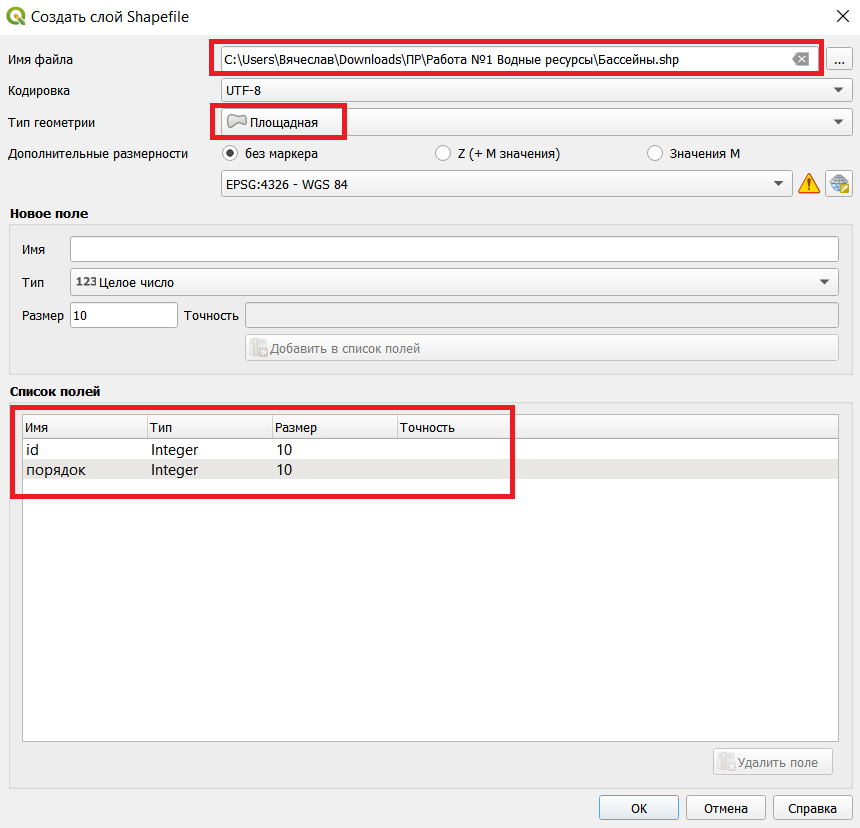 Создать слой Shapefile
Имя файла C:\Users\Вячеслав\Downloads\ПР\Работа №1 Водные ресурсы\Бассейны.shp ...
Кодировка UTF-8
Тип геометрии Площадная
Дополнительные размерности без маркера Z (+ M значения) Значения M
EPSG:4326 - WGS 84
Новое поле
Имя
Тип 123 Целое число
Размер 10 Точность
Добавить в список полей
Список полей
Имя Тип Размер Точность
id Integer 10
порядок Integer 10
Удалить поле
OK Отмена Справка